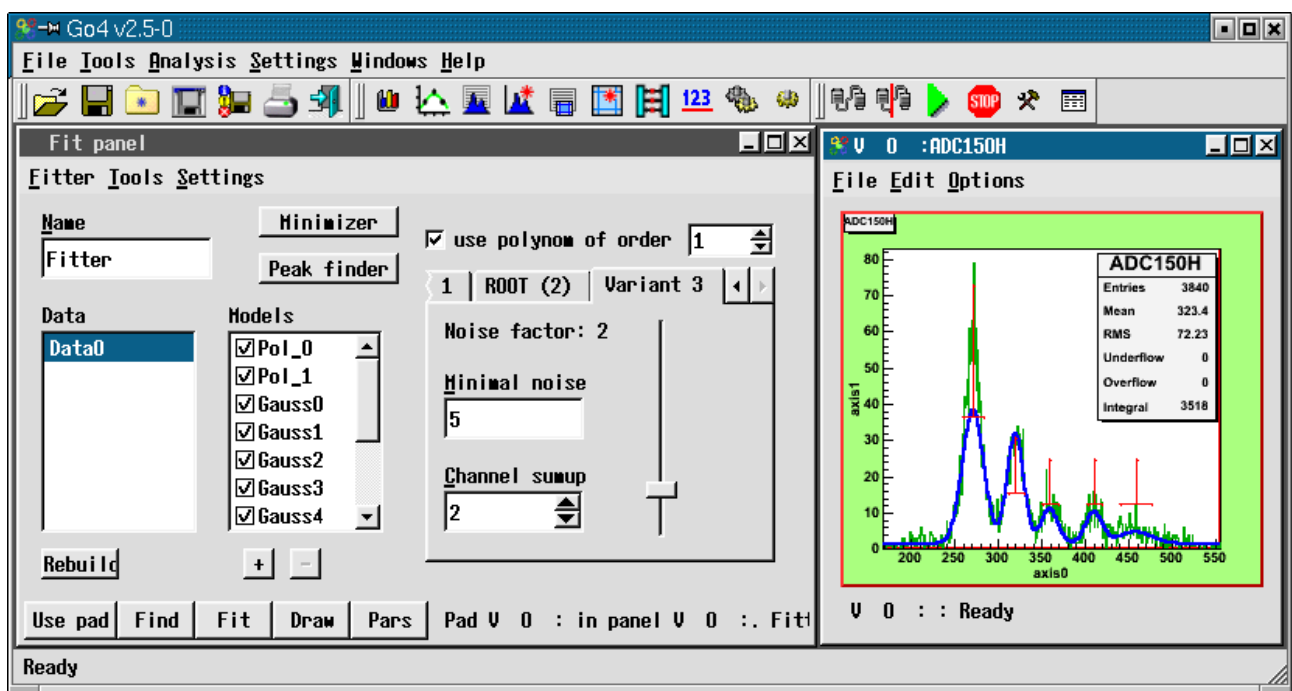 Go4 v2.5-0
File Tools Analysis Settings Windows Help
123
STOP
Fit panel
Fitter Tools Settings
Name
Fitter
Minimizer
Peak finder
use polynom of order 1
1 ROOT (2) Variant 3
Data
Data0
Models
Pol_0
Pol_1
Gauss0
Gauss1
Gauss2
Gauss3
Gauss4
Noise factor: 2
Minimal noise
5
Channel sumup
2
Rebuild
+ -
Use pad Find Fit Draw Pars Pad V 0 : in panel V 0 :. Fitt
V 0 :ADC150H
File Edit Options
ADC150H
ADC150H
Entries 3840
Mean 323.4
RMS 72.23
Underflow 0
Overflow 0
Integral 3518
axis1
80
70
60
50
40
30
20
10
0
200 250 300 350 400 450 500 550
axis0
V 0 : : Ready
Ready